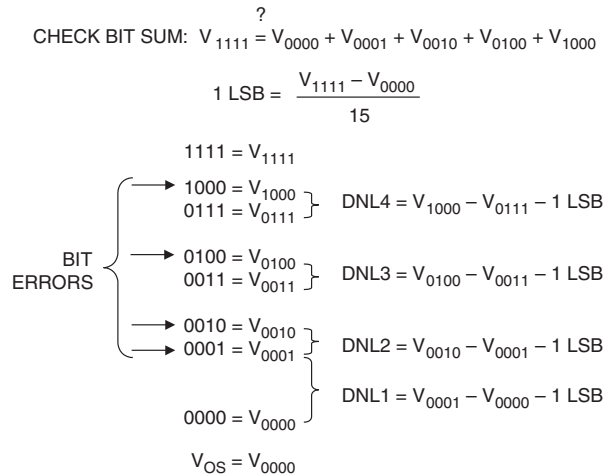 ?
CHECK BIT SUM: V1111 = V0000 + V0001 + V0010 + V0100 + V1000
1 LSB = V1111 – V0000
15
1111 = V1111
1000 = V1000
0111 = V0111
DNL4 = V1000 – V0111 – 1 LSB
BIT
ERRORS
0100 = V0100
0011 = V0011
DNL3 = V0100 – V0011 – 1 LSB
0010 = V0010
0001 = V0001
DNL2 = V0010 – V0001 – 1 LSB
DNL1 = V0001 – V0000 – 1 LSB
0000 = V0000
VOS = V0000